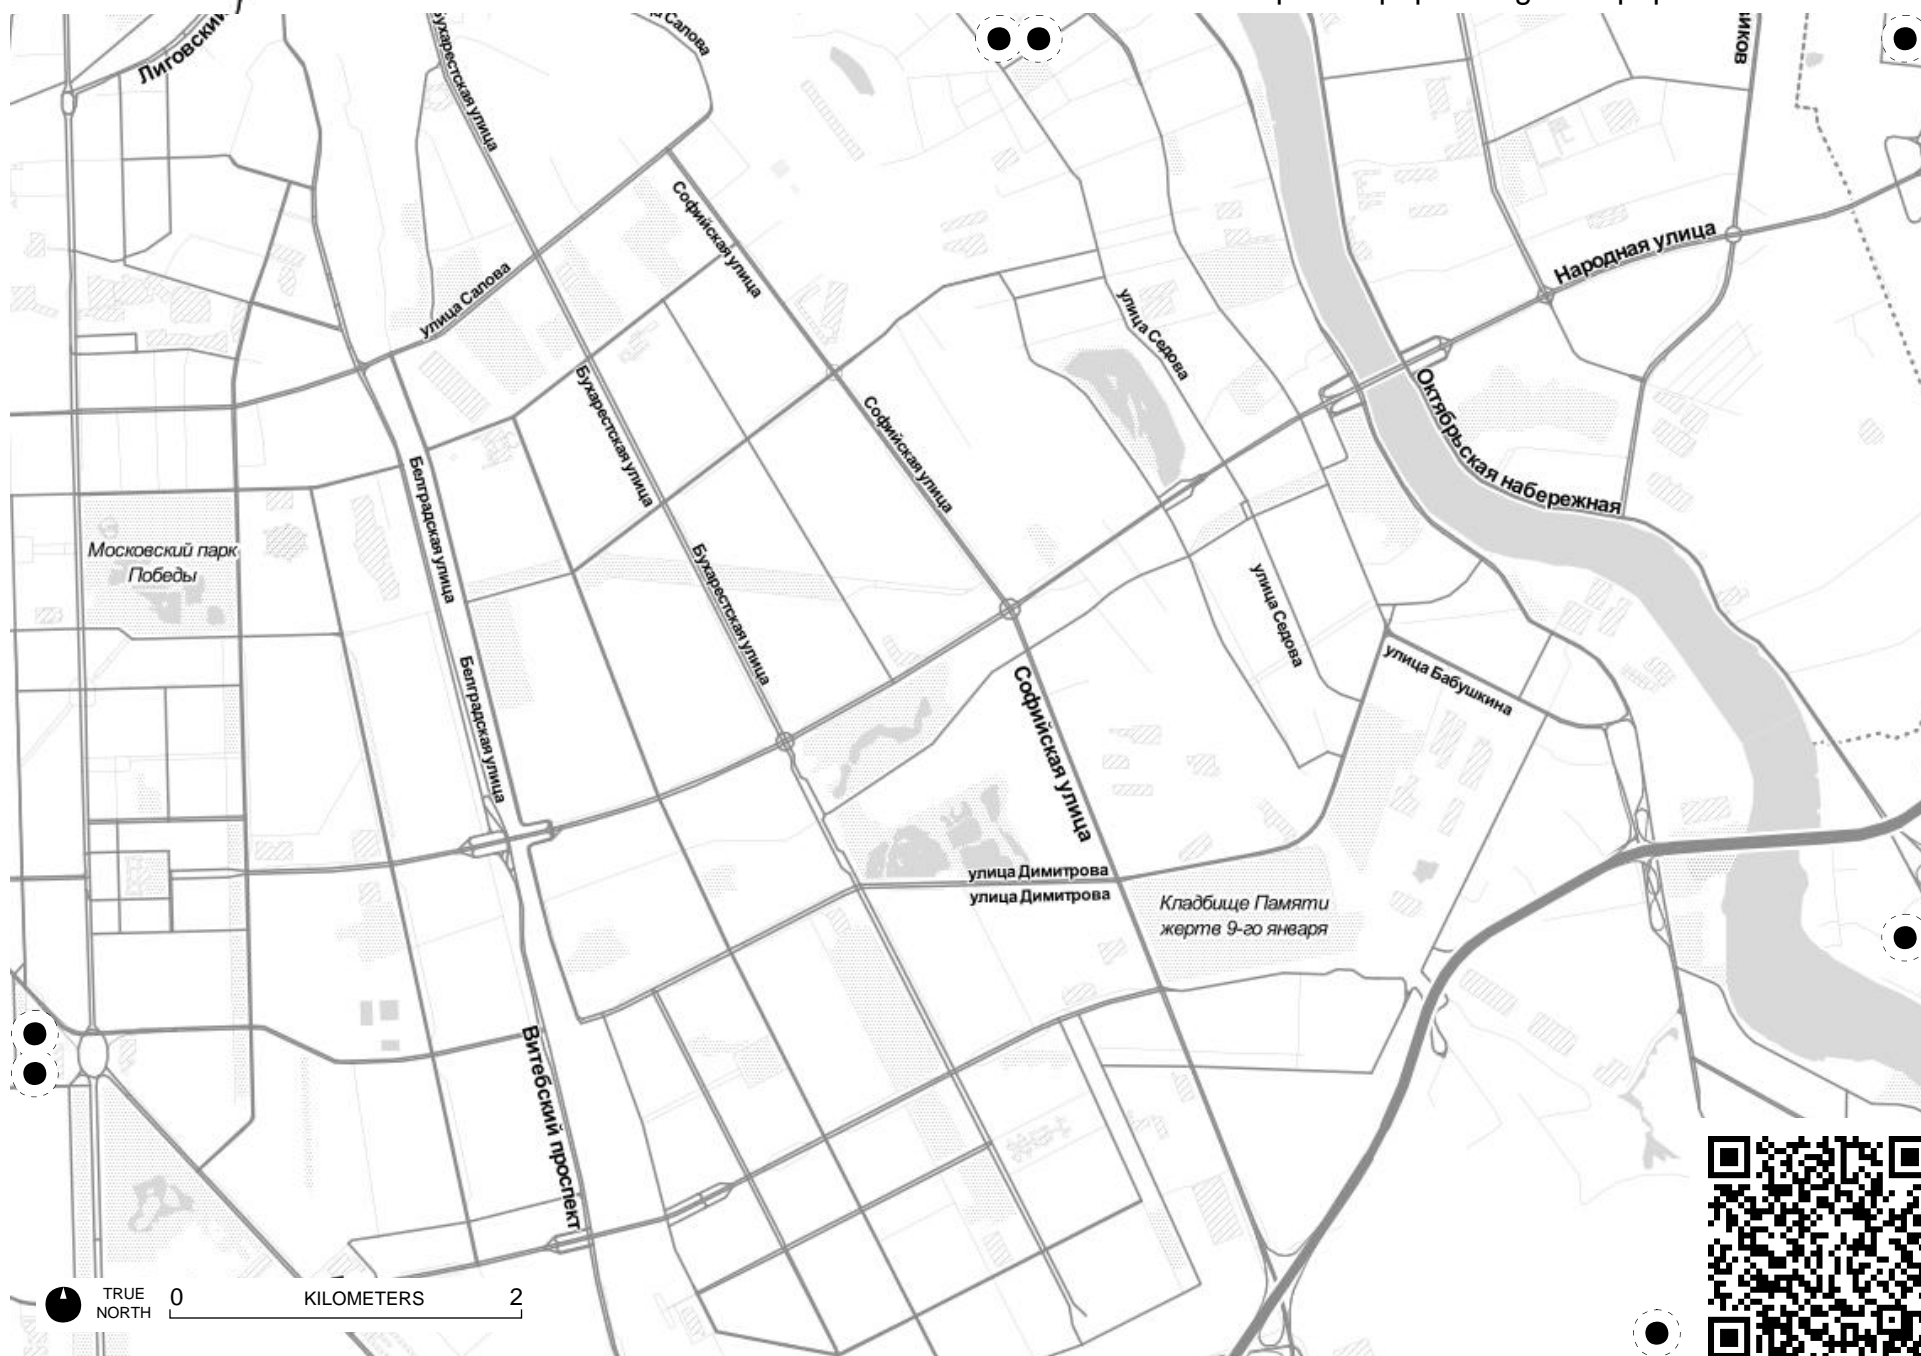 Лиговский
Бухарестская улица
Салова
Софийская улица
улица Салова
Народная улица
улица Седова
Бухарестская улица
Софийская улица
Октябрьская набережная
Белградская улица
Московский парк
Победы
Бухарестская улица
улица Седова
Белградская улица
Софийская улица
улица Бабушкина
улица Димитрова
улица Димитрова
Кладбище Памяти
жертв 9-го января
Витебский проспект
TRUE
NORTH
0
KILOMETERS
2